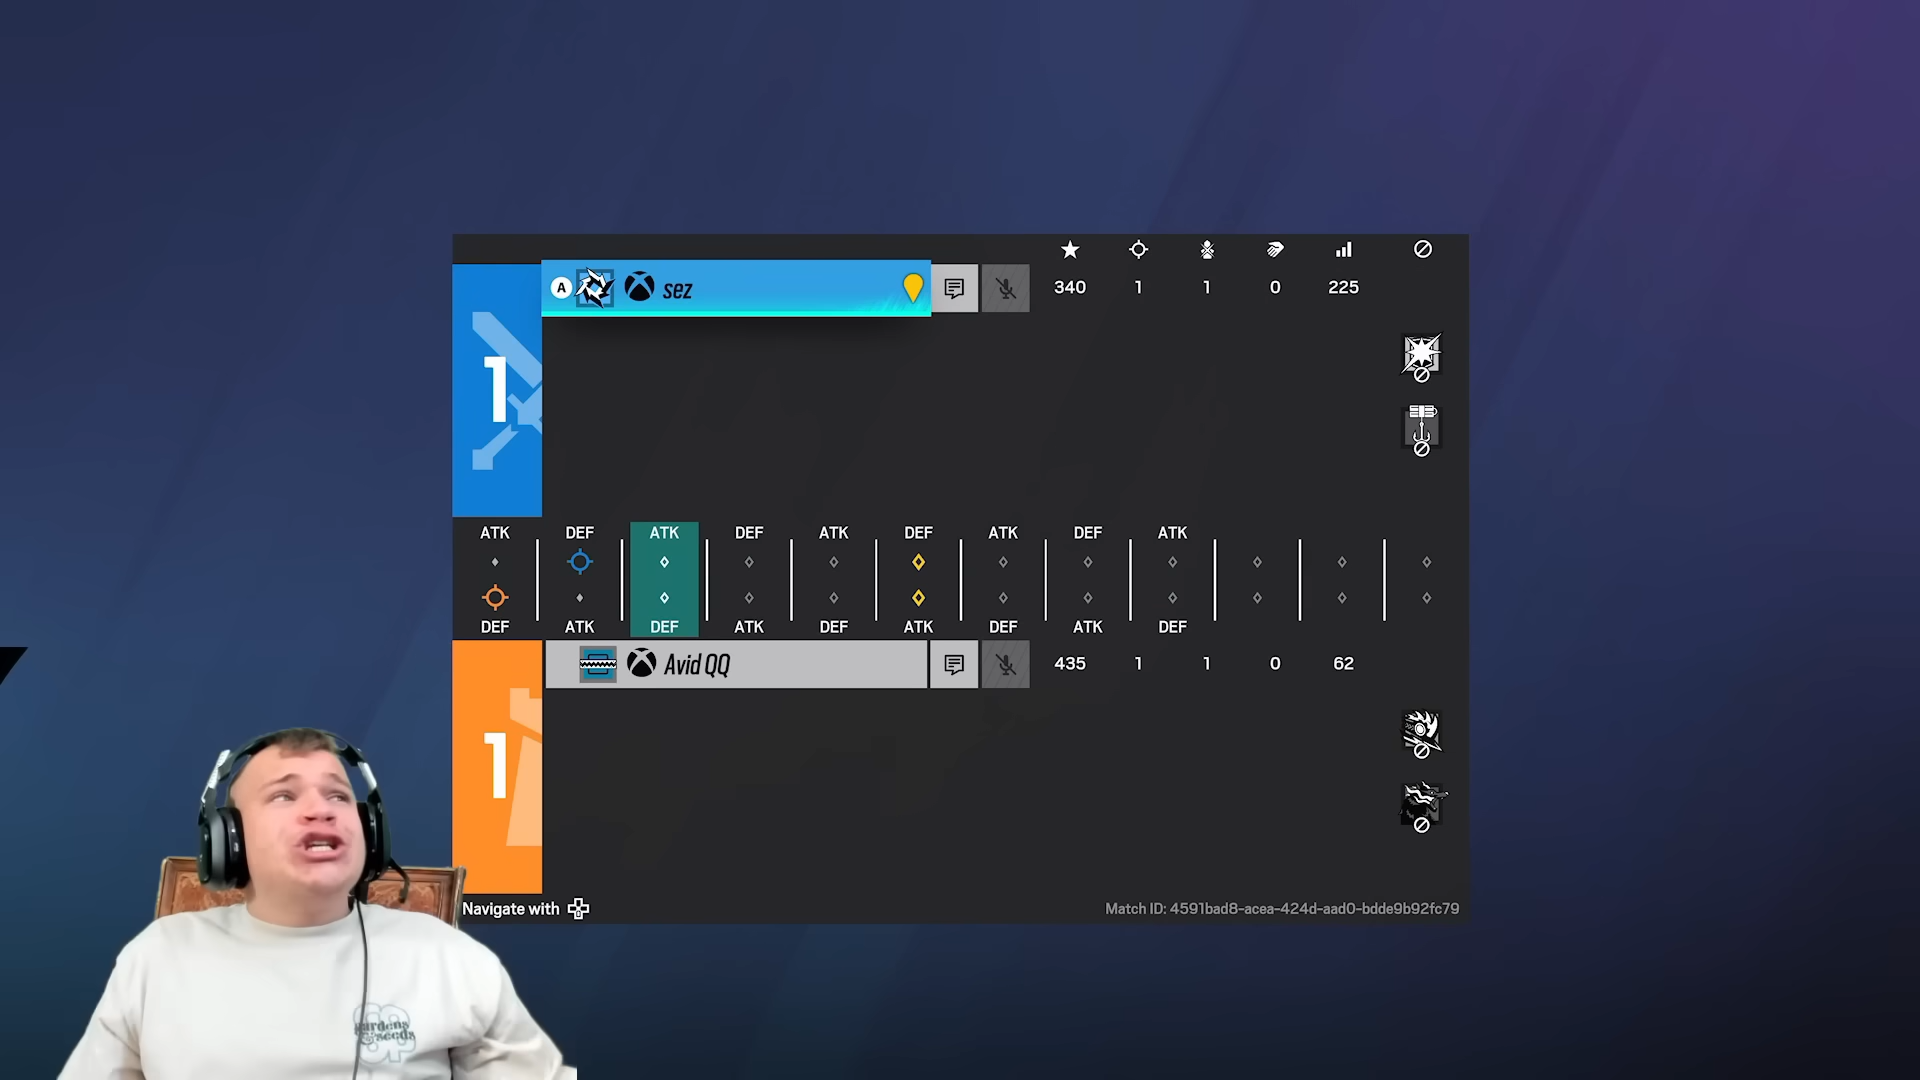 A sez 340 1 1 0 225
1
ATK DEF ATK DEF ATK DEF ATK DEF ATK
DEF ATK DEF ATK DEF ATK DEF ATK DEF
Avid QQ 435 1 1 0 62
1
Navigate with
Match ID: 4591bad8-acea-424d-aad0-bdde9b92fc79
gardens
&seeds